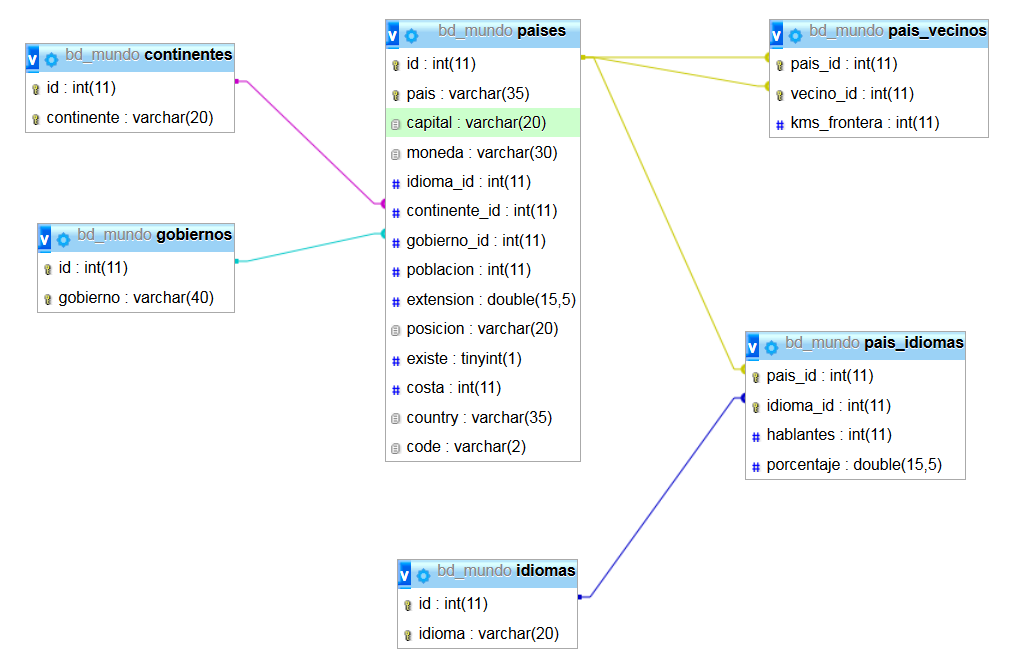 v bd_mundo continentes
id : int(11)
continente : varchar(20)
v bd_mundo gobiernos
id : int(11)
gobierno : varchar(40)
v bd_mundo paises
id : int(11)
pais : varchar(35)
capital : varchar(20)
moneda : varchar(30)
# idioma_id : int(11)
# continente_id : int(11)
# gobierno_id : int(11)
# poblacion : int(11)
# extension : double(15,5)
posicion : varchar(20)
# existe : tinyint(1)
# costa : int(11)
country : varchar(35)
code : varchar(2)
v bd_mundo pais_vecinos
pais_id : int(11)
vecino_id : int(11)
# kms_frontera : int(11)
v bd_mundo pais_idiomas
pais_id : int(11)
idioma_id : int(11)
# hablantes : int(11)
# porcentaje : double(15,5)
v bd_mundo idiomas
id : int(11)
idioma : varchar(20)